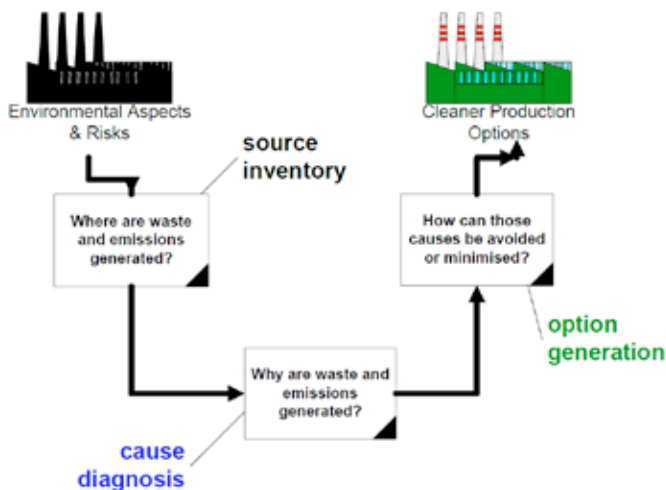 Environmental Aspects
& Risks
Cleaner Production
Options
source
inventory
Where are waste
and emissions
generated?
How can those
causes be avoided
or minimised?
option
generation
Why are waste and
emissions
generated?
cause
diagnosis